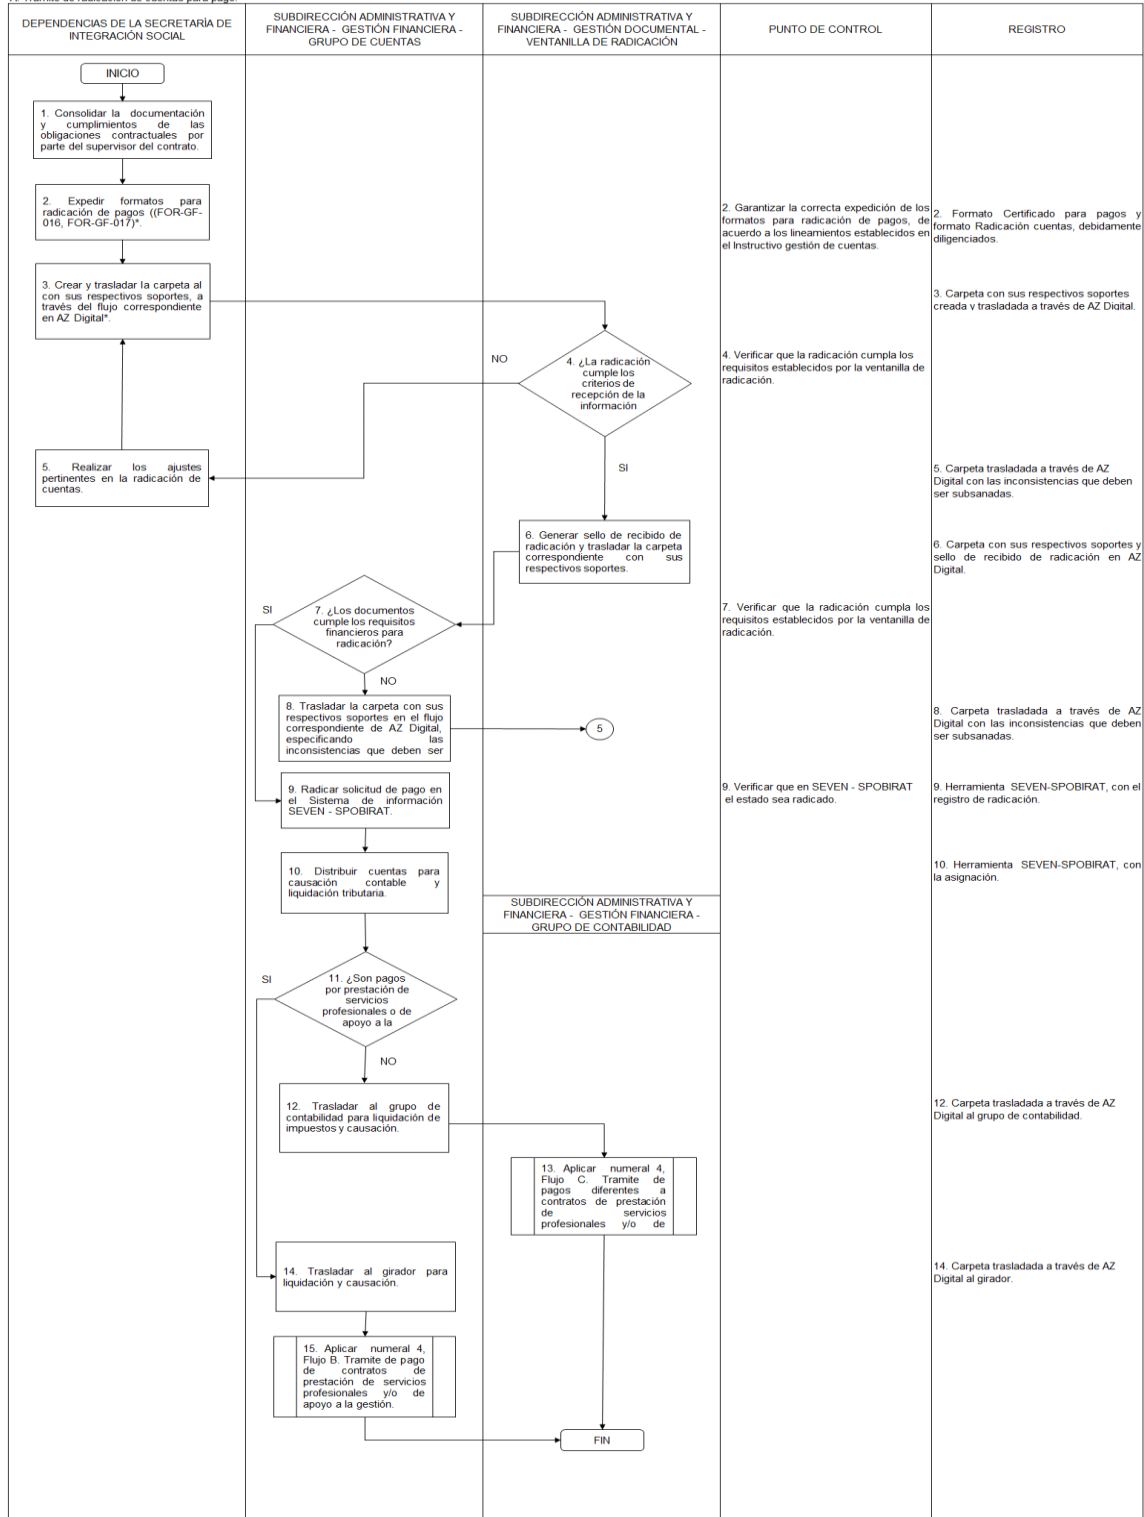 A. Tramite de radicación de cuentas para pago.
DEPENDENCIAS DE LA SECRETARÌA DE
INTEGRACIÓN SOCIAL
SUBDIRECCIÓN ADMINISTRATIVA Y
FINANCIERA - GESTIÓN FINANCIERA -
GRUPO DE CUENTAS
SUBDIRECCIÓN ADMINISTRATIVA Y
FINANCIERA - GESTIÓN DOCUMENTAL -
VENTANILLA DE RADICACIÓN
PUNTO DE CONTROL
REGISTRO
INICIO
1. Consolidar la documentación
y cumplimientos de las
obligaciones contractuales por
parte del supervisor del contrato.
2. Expedir formatos para
radicación de pagos ((FOR-GF-
016, FOR-GF-017)*.
2. Garantizar la correcta expedición de los
formatos para radicación de pagos, de
acuerdo a los lineamientos establecidos en
el Instructivo gestión de cuentas.
2. Formato Certificado para pagos y
formato Radicación cuentas, debidamente
diligenciados.
3. Crear y trasladar la carpeta al
con sus respectivos soportes, a
través del flujo correspondiente
en AZ Digital*.
3. Carpeta con sus respectivos soportes
creada y trasladada a través de AZ Digital.
NO
4. ¿La radicación
cumple los
criterios de
recepción de la
información
4. Verificar que la radicación cumpla los
requisitos establecidos por la ventanilla de
radicación.
SI
5. Realizar los ajustes
pertinentes en la radicación de
cuentas.
5. Carpeta trasladada a través de AZ
Digital con las inconsistencias que deben
ser subsanadas.
6. Generar sello de recibido de
radicación y trasladar la carpeta
correspondiente con sus
respectivos soportes.
6. Carpeta con sus respectivos soportes y
sello de recibido de radicación en AZ
Digital.
SI
7. ¿Los documentos
cumple los requisitos
financieros para
radicación?
7. Verificar que la radicación cumpla los
requisitos establecidos por la ventanilla de
radicación.
NO
8. Trasladar la carpeta con sus
respectivos soportes en el flujo
correspondiente de AZ Digital,
especificando las
inconsistencias que deben ser
5
8. Carpeta trasladada a través de AZ
Digital con las inconsistencias que deben
ser subsanadas.
9. Radicar solicitud de pago en
el Sistema de información
SEVEN - SPOBIRAT.
9. Verificar que en SEVEN - SPOBIRAT
el estado sea radicado.
9. Herramienta SEVEN-SPOBIRAT, con el
registro de radicación.
10. Distribuir cuentas para
causación contable y
liquidación tributaria.
10. Herramienta SEVEN-SPOBIRAT, con
la asignación.
SUBDIRECCIÓN ADMINISTRATIVA Y
FINANCIERA - GESTIÓN FINANCIERA -
GRUPO DE CONTABILIDAD
SI
11. ¿Son pagos
por prestación de
servicios
profesionales o de
apoyo a la
NO
12. Trasladar al grupo de
contabilidad para liquidación de
impuestos y causación.
12. Carpeta trasladada a través de AZ
Digital al grupo de contabilidad.
13. Aplicar numeral 4,
Flujo C. Tramite de
pagos diferentes a
contratos de prestación
de servicios
profesionales y/o de
14. Trasladar al girador para
liquidación y causación.
14. Carpeta trasladada a través de AZ
Digital al girador.
15. Aplicar numeral 4,
Flujo B. Tramite de pago
de contratos de
prestación de servicios
profesionales y/o de
apoyo a la gestión.
FIN